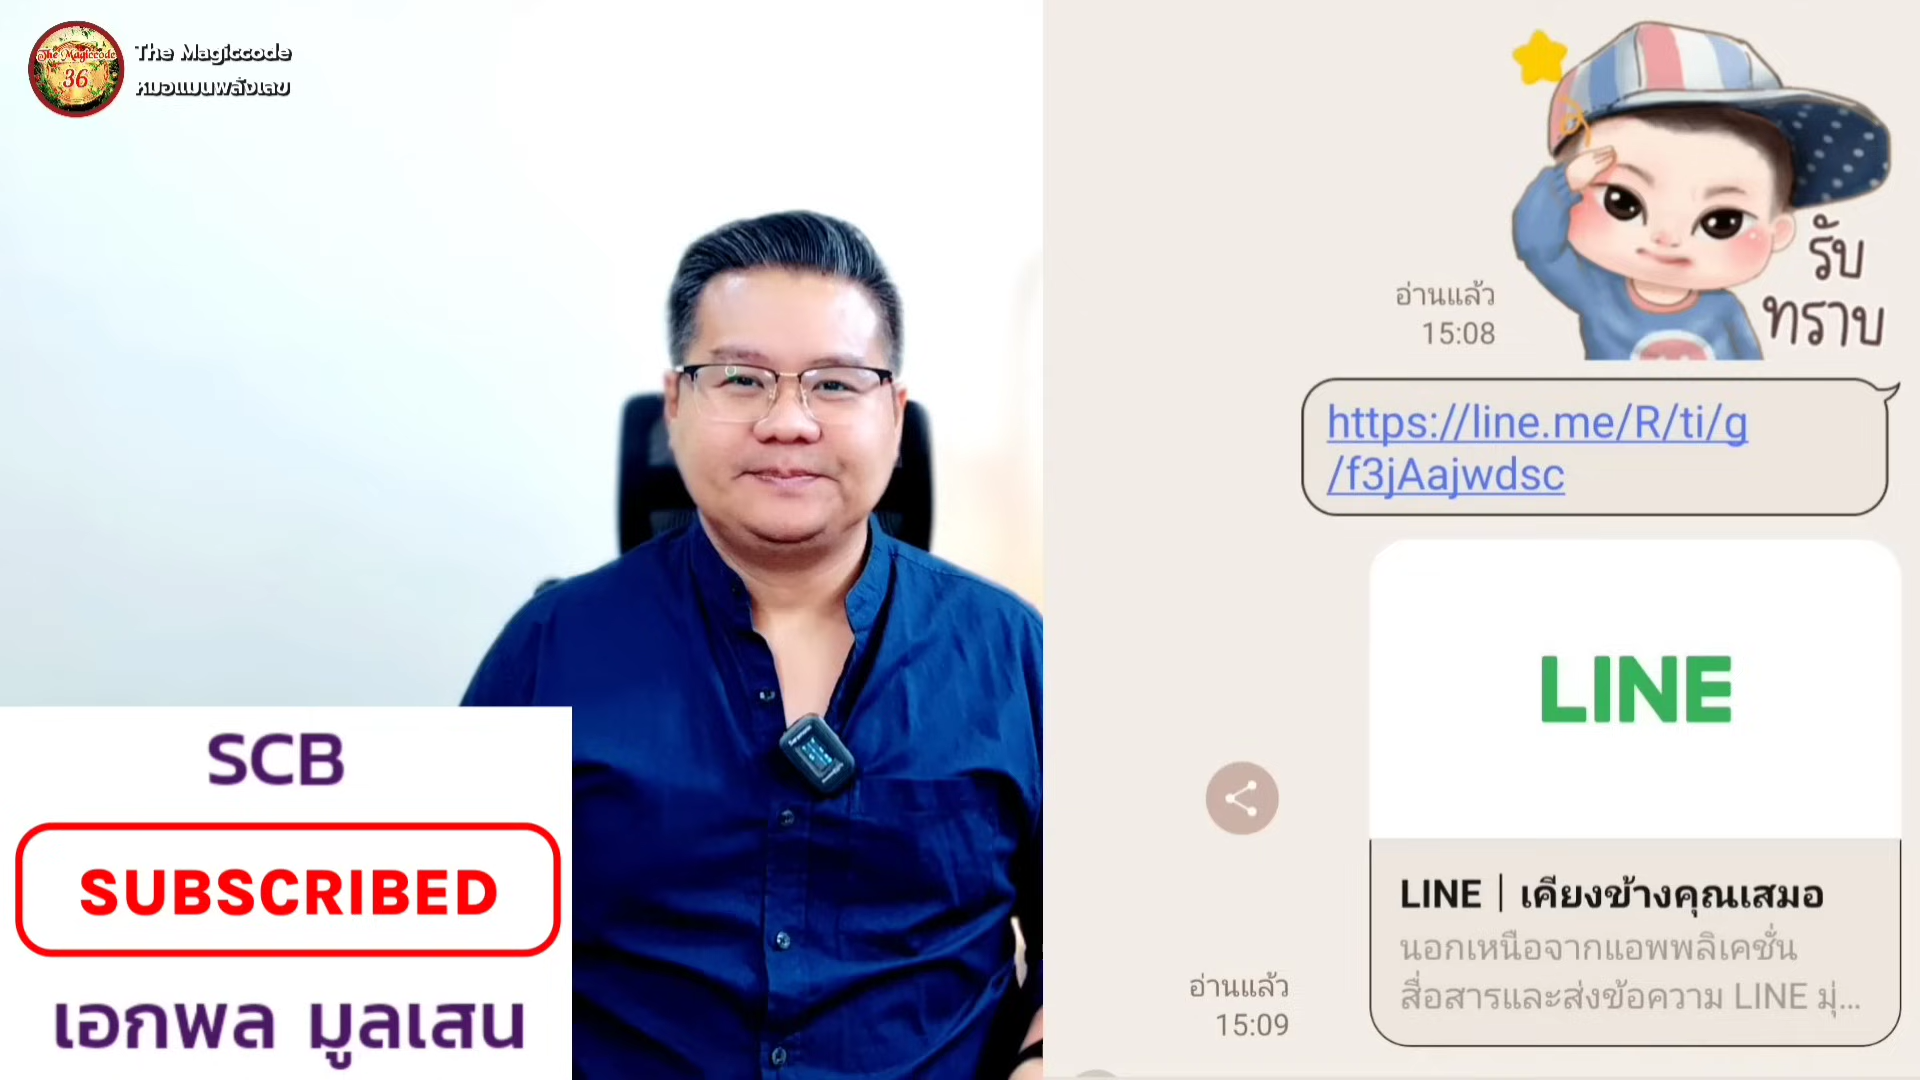 The Magiccode
36
The Magiccode
หมอแมนพลังเลข
รับ
ทราบ
อ่านแล้ว
15:08
https://line.me/R/ti/g
/f3jAajwdsc
LINE
LINE | เคียงข้างคุณเสมอ
นอกเหนือจากแอพพลิเคชั่น
สื่อสารและส่งข้อความ LINE มุ่...
อ่านแล้ว
15:09
SCB
SUBSCRIBED
เอกพล มูลเสน